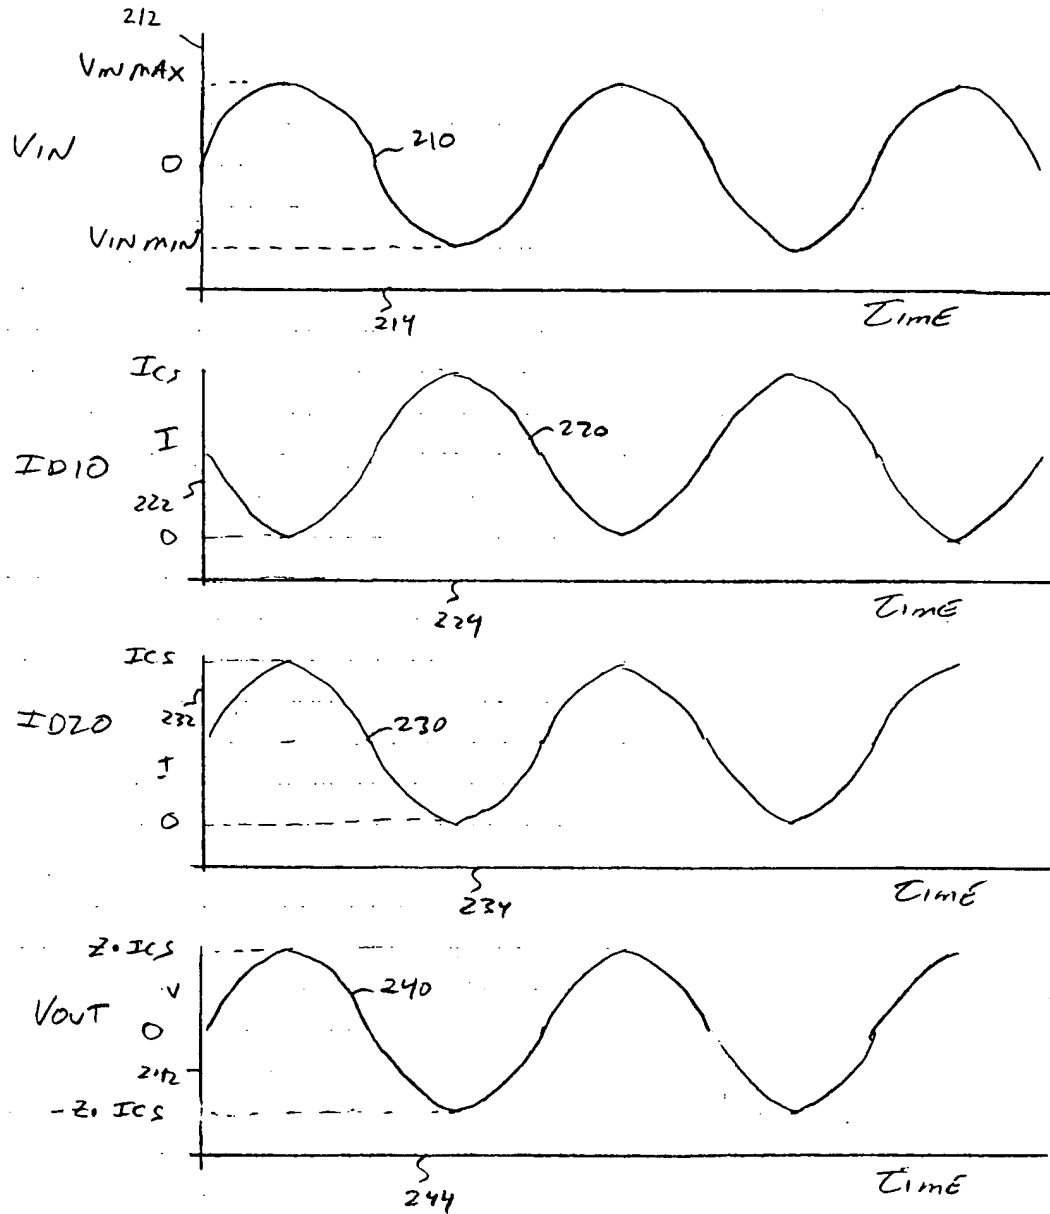 212
VIN MAX
VIN
0
210
VIN MIN
214
TIME
ICS
I
ID10
220
222
0
224
TIME
ICS
ID20
232
230
I
0
234
TIME
Z·ICS
V
240
VOUT
0
242
-Z·ICS
244
TIME